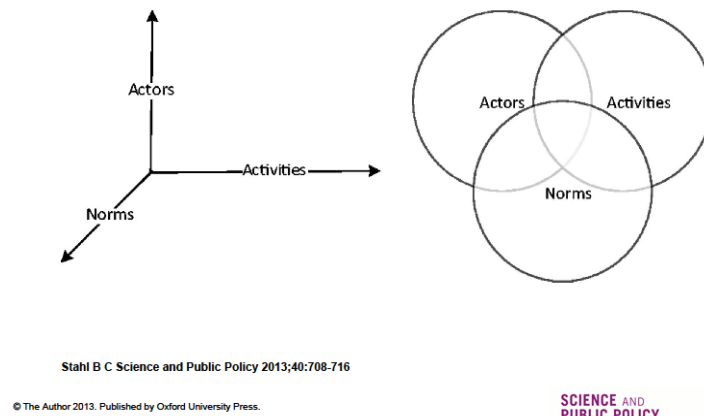 Actors
Activities
Norms
Actors
Activities
Norms
Stahl B C Science and Public Policy 2013;40:708-716
© The Author 2013. Published by Oxford University Press.
SCIENCE AND
PUBLIC POLICY